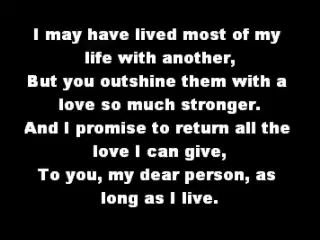 I may have lived most of my
life with another,
But you outshine them with a
love so much stronger.
And I promise to return all the
love I can give,
To you, my dear person, as
long as I live.